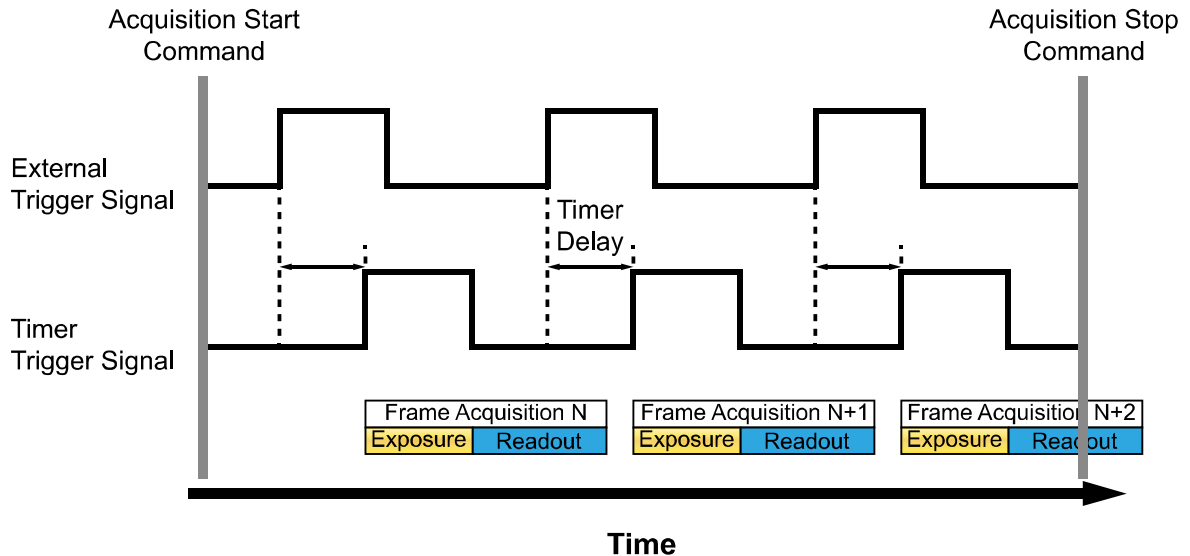 Acquisition Start
Command
Acquisition Stop
Command
External
Trigger Signal
Timer
Delay
Timer
Trigger Signal
Frame Acquisition N
Exposure
Readout
Frame Acquisition N+1
Exposure
Readout
Frame Acquisition N+2
Exposure
Readout
Time